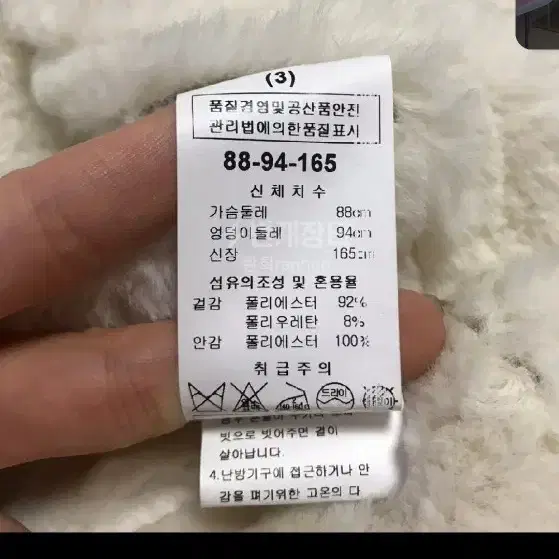 (3)
품질경영및공산품안전
관리법에의한품질표시
88-94-165
신체치수
가슴둘레 88cm
엉덩이둘레 94cm
신장 165cm
섬유의조성 및 혼용율
겉감 폴리에스터 92%
폴리우레탄 8%
안감 폴리에스터 100%
취급주의
드라이
빗으로 빗어주면 결이
살아납니다.
4.난방기구에 접근하거나 안
감을 펴기위한 고온의 다